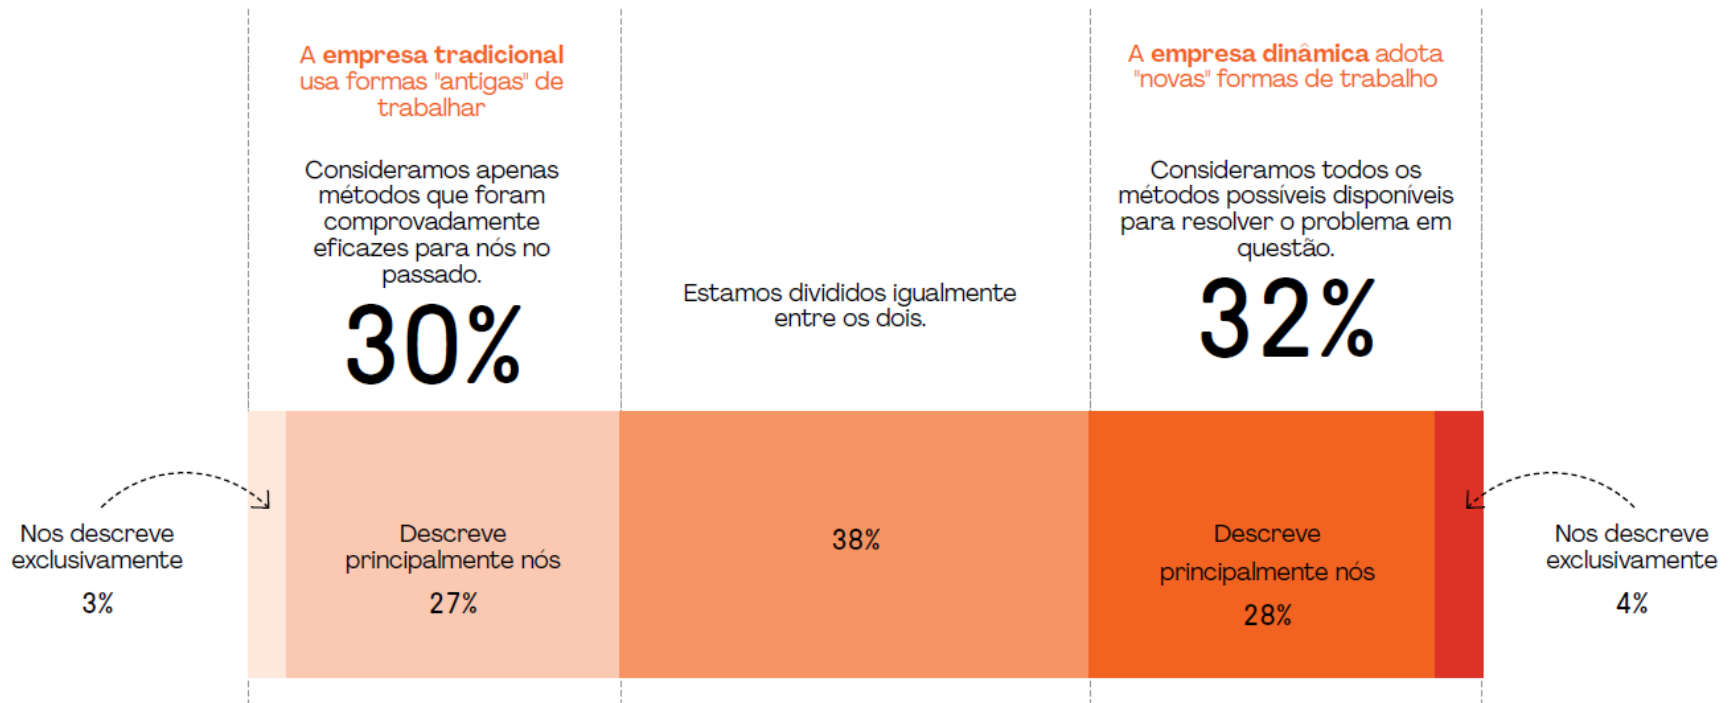 A empresa tradicional
usa formas "antigas" de
trabalhar
Consideramos apenas
métodos que foram
comprovadamente
eficazes para nós no
passado.
30%
Estamos divididos igualmente
entre os dois.
A empresa dinâmica adota
"novas" formas de trabalho
Consideramos todos os
métodos possíveis disponíveis
para resolver o problema em
questão.
32%
Nos descreve
exclusivamente
3%
Descreve
principalmente nós
27%
38%
Descreve
principalmente nós
28%
Nos descreve
exclusivamente
4%